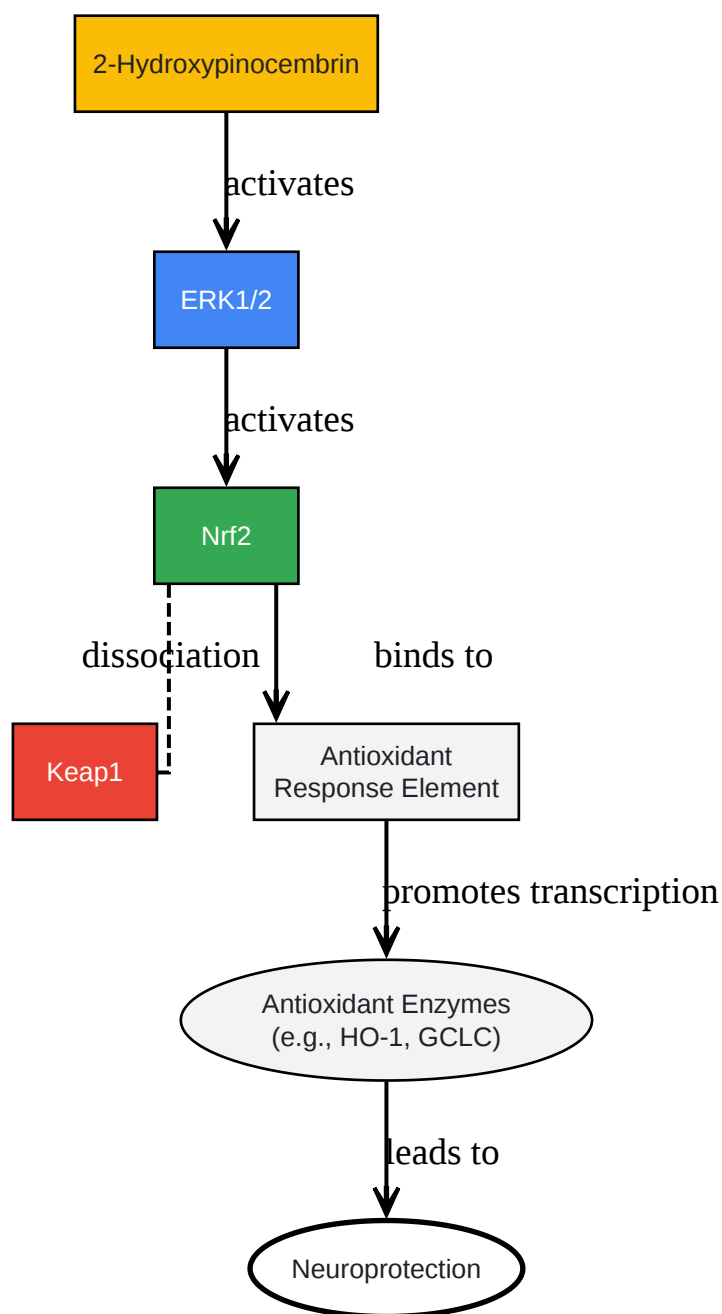 2-Hydroxypinocembrin
activates
ERK1/2
activates
Nrf2
dissociation
binds to
Keap1
Antioxidant
Response Element
promotes transcription
Antioxidant Enzymes
(e.g., HO-1, GCLC)
leads to
Neuroprotection